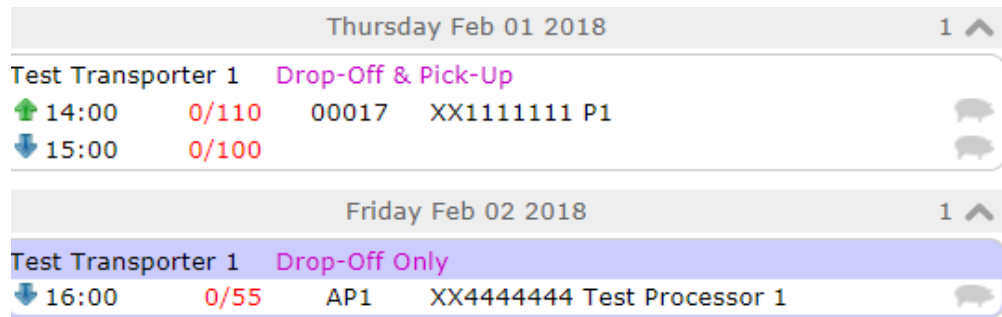 Thursday Feb 01 2018 1
Test Transporter 1 Drop-Off & Pick-Up
14:00 0/110 00017 XX1111111 P1
15:00 0/100
Friday Feb 02 2018 1
Test Transporter 1 Drop-Off Only
16:00 0/55 AP1 XX4444444 Test Processor 1